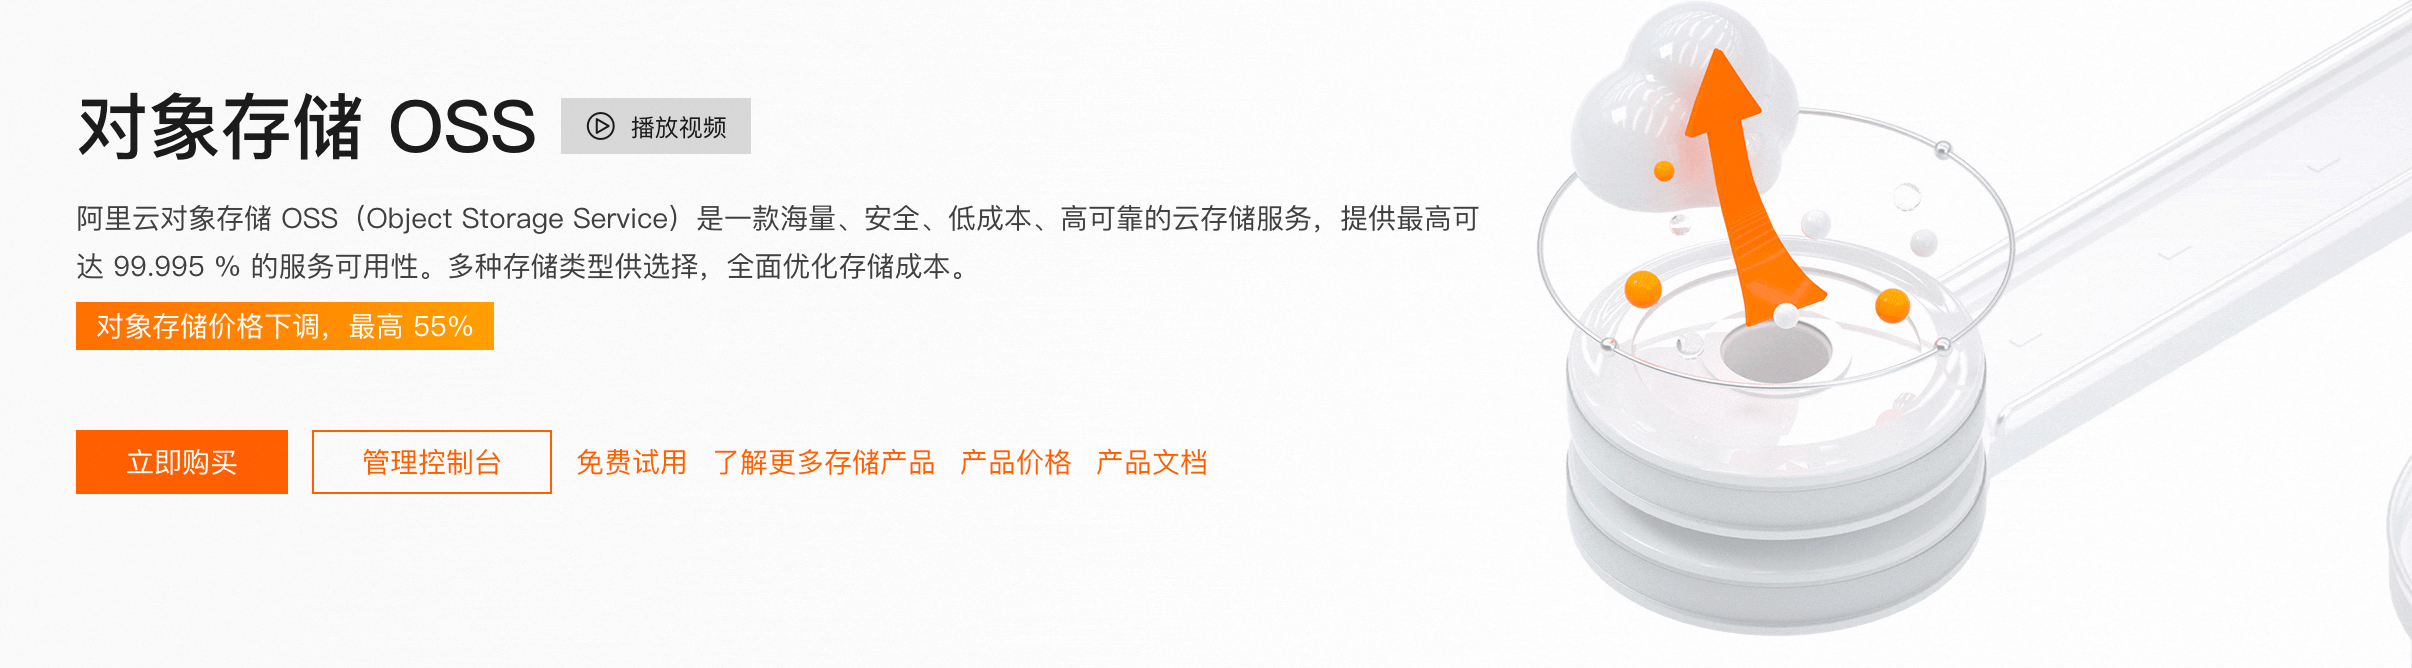 对象存储 OSS
播放视频
阿里云对象存储 OSS（Object Storage Service）是一款海量、安全、低成本、高可靠的云存储服务，提供最高可
达 99.995 % 的服务可用性。多种存储类型供选择，全面优化存储成本。
对象存储价格下调，最高 55%
立即购买 管理控制台 免费试用 了解更多存储产品 产品价格 产品文档